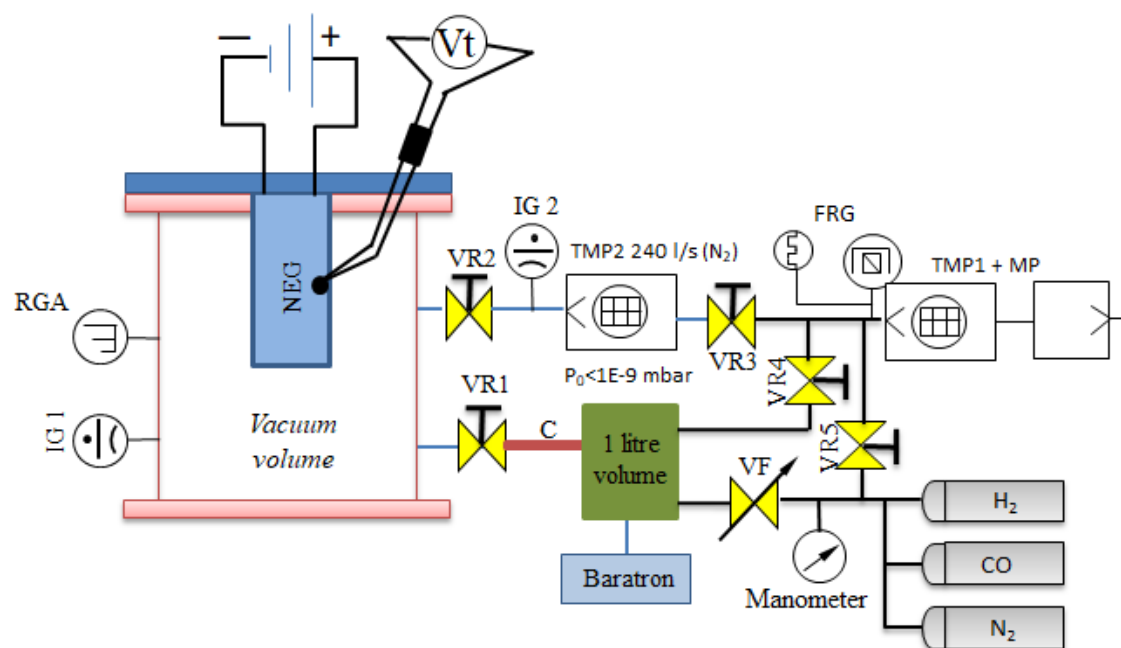 − +
Vt
IG 2
FRG
VR2
TMP2 240 l/s (N₂)
TMP1 + MP
NEG
RGA
VR3
P₀<1E-9 mbar
VR4
VR1
IG 1
Vacuum
volume
C
1 litre
volume
VF
VR5
H₂
Baratron
CO
Manometer
N₂